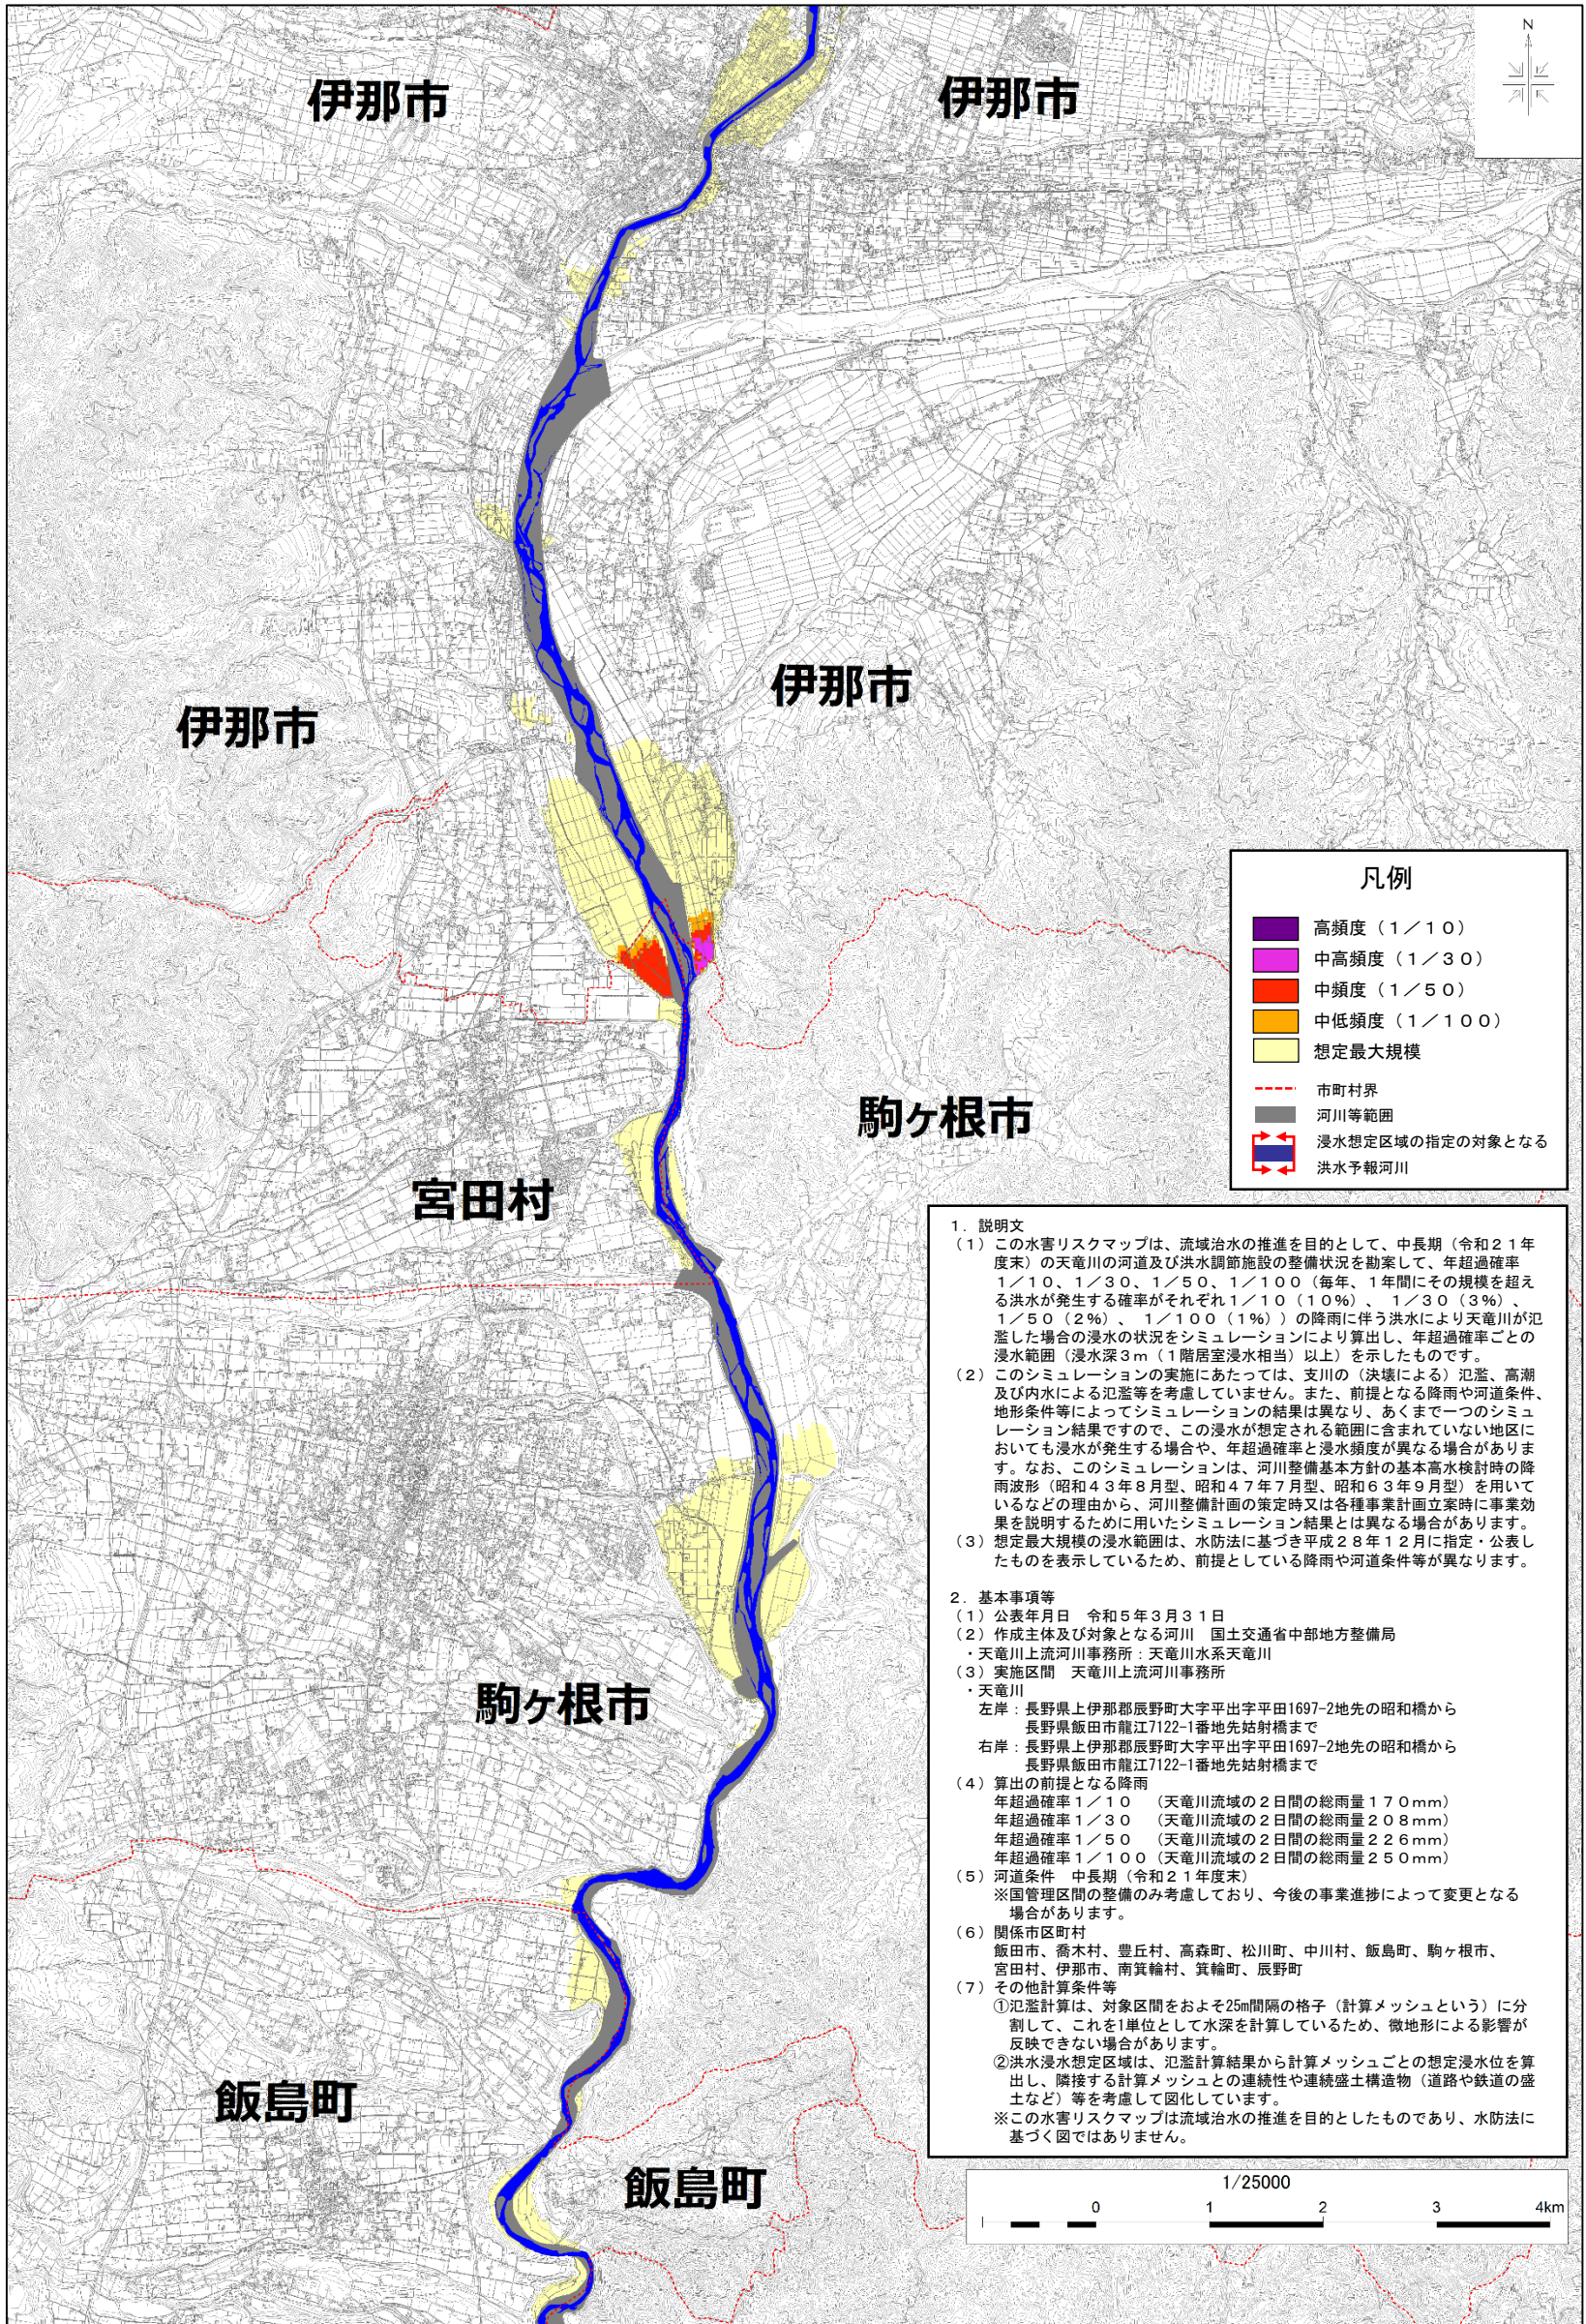 N
伊那市
伊那市
伊那市
伊那市
凡例
高頻度（１／１０）
中高頻度（１／３０）
中頻度（１／５０）
中低頻度（１／１００）
想定最大規模
市町村界
河川等範囲
浸水想定区域の指定の対象となる
洪水予報河川
駒ヶ根市
宮田村
駒ヶ根市
飯島町
飯島町
１．説明文
（１）この水害リスクマップは、流域治水の推進を目的として、中長期（令和２１年
度末）の天竜川の河道及び洪水調節施設の整備状況を勘案して、年超過確率
１／１０、１／３０、１／５０、１／１００（毎年、１年間にその規模を超え
る洪水が発生する確率がそれぞれ１／１０（１０％）、 １／３０（３％）、
１／５０（２％）、 １／１００（１％））の降雨に伴う洪水により天竜川が氾
濫した場合の浸水の状況をシミュレーションにより算出し、年超過確率ごとの
浸水範囲（浸水深３ｍ（１階居室浸水相当）以上）を示したものです。
（２）このシミュレーションの実施にあたっては、支川の（決壊による）氾濫、高潮
及び内水による氾濫等を考慮していません。また、前提となる降雨や河道条件、
地形条件等によってシミュレーションの結果は異なり、あくまで一つのシミュ
レーション結果ですので、この浸水が想定される範囲に含まれていない地区に
おいても浸水が発生する場合や、年超過確率と浸水頻度が異なる場合がありま
す。なお、このシミュレーションは、河川整備基本方針の基本高水検討時の降
雨波形（昭和４３年８月型、昭和４７年７月型、昭和６３年９月型）を用いて
いるなどの理由から、河川整備計画の策定時又は各種事業計画立案時に事業効
果を説明するために用いたシミュレーション結果とは異なる場合があります。
（３）想定最大規模の浸水範囲は、水防法に基づき平成２８年１２月に指定・公表し
たものを表示しているため、前提としている降雨や河道条件等が異なります。
２．基本事項等
（１）公表年月日　令和５年３月３１日
（２）作成主体及び対象となる河川　国土交通省中部地方整備局
・天竜川上流河川事務所：天竜川水系天竜川
（３）実施区間　天竜川上流河川事務所
・天竜川
左岸：長野県上伊那郡辰野町大字平出字平田1697-2地先の昭和橋から
長野県飯田市龍江7122-1番地先姑射橋まで
右岸：長野県上伊那郡辰野町大字平出字平田1697-2地先の昭和橋から
長野県飯田市龍江7122-1番地先姑射橋まで
（４）算出の前提となる降雨
年超過確率１／１０　（天竜川流域の２日間の総雨量１７０mm）
年超過確率１／３０　（天竜川流域の２日間の総雨量２０８mm）
年超過確率１／５０　（天竜川流域の２日間の総雨量２２６mm）
年超過確率１／１００（天竜川流域の２日間の総雨量２５０mm）
（５）河道条件　中長期（令和２１年度末）
※国管理区間の整備のみ考慮しており、今後の事業進捗によって変更となる
場合があります。
（６）関係市区町村
飯田市、喬木村、豊丘村、高森町、松川町、中川村、飯島町、駒ヶ根市、
宮田村、伊那市、南箕輪村、箕輪町、辰野町
（７）その他計算条件等
①氾濫計算は、対象区間をおよそ25m間隔の格子（計算メッシュという）に分
割して、これを1単位として水深を計算しているため、微地形による影響が
反映できない場合があります。
②洪水浸水想定区域は、氾濫計算結果から計算メッシュごとの想定浸水位を算
出し、隣接する計算メッシュとの連続性や連続盛土構造物（道路や鉄道の盛
土など）等を考慮して図化しています。
※この水害リスクマップは流域治水の推進を目的としたものであり、水防法に
基づく図ではありません。
1/25000
0 1 2 3 4km